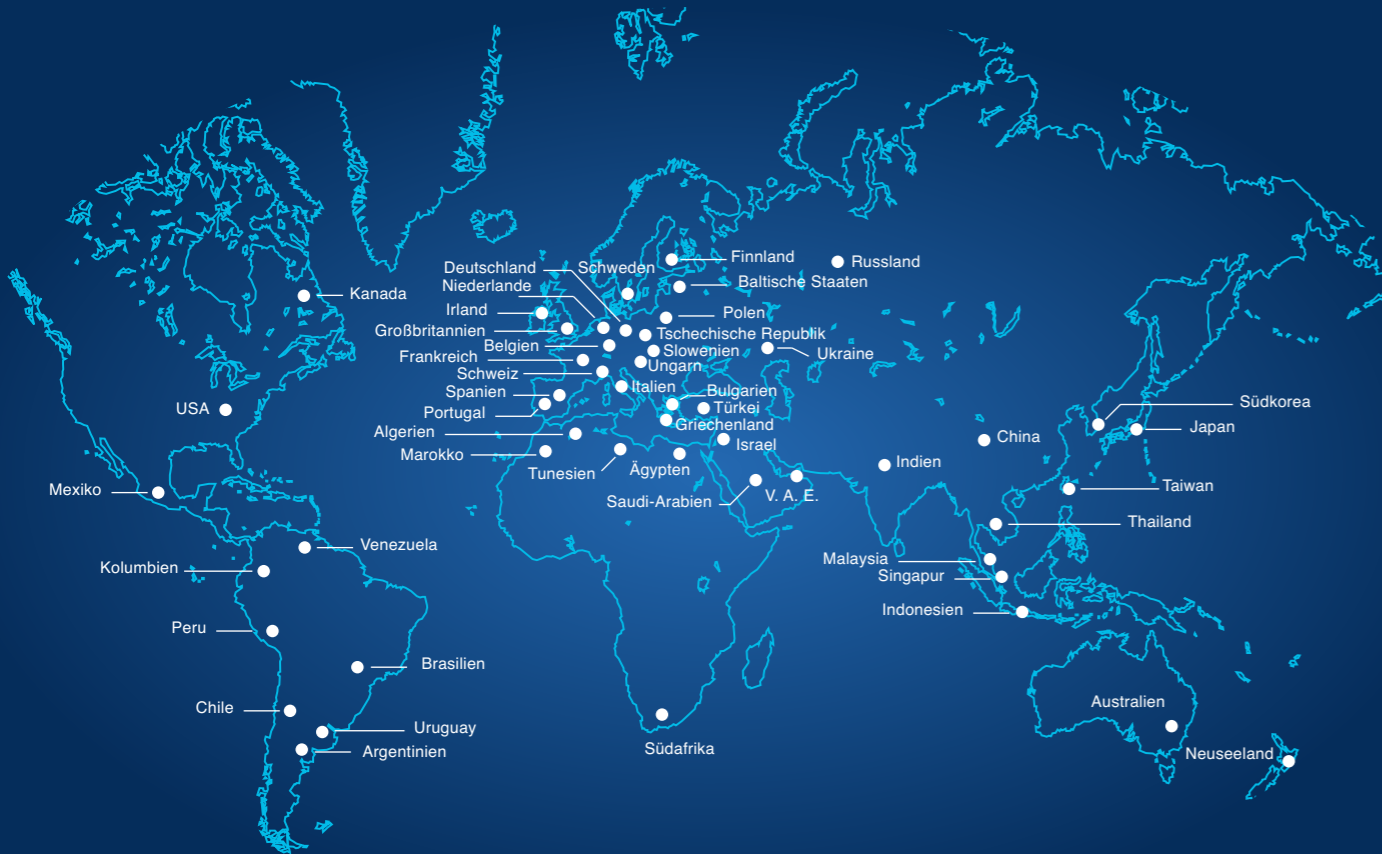 Finnland
Russland
Deutschland
Schweden
Niederlande
Baltische Staaten
Kanada
Irland
Polen
Großbritannien
Tschechische Republik
Belgien
Slowenien
Ukraine
Frankreich
Ungarn
Schweiz
Italien
Spanien
Bulgarien
USA
Portugal
Türkei
Südkorea
Griechenland
Japan
Algerien
China
Israel
Marokko
Indien
Tunesien
Ägypten
Mexiko
Saudi-Arabien
V. A. E.
Taiwan
Thailand
Venezuela
Malaysia
Kolumbien
Singapur
Indonesien
Peru
Brasilien
Chile
Australien
Uruguay
Argentinien
Südafrika
Neuseeland